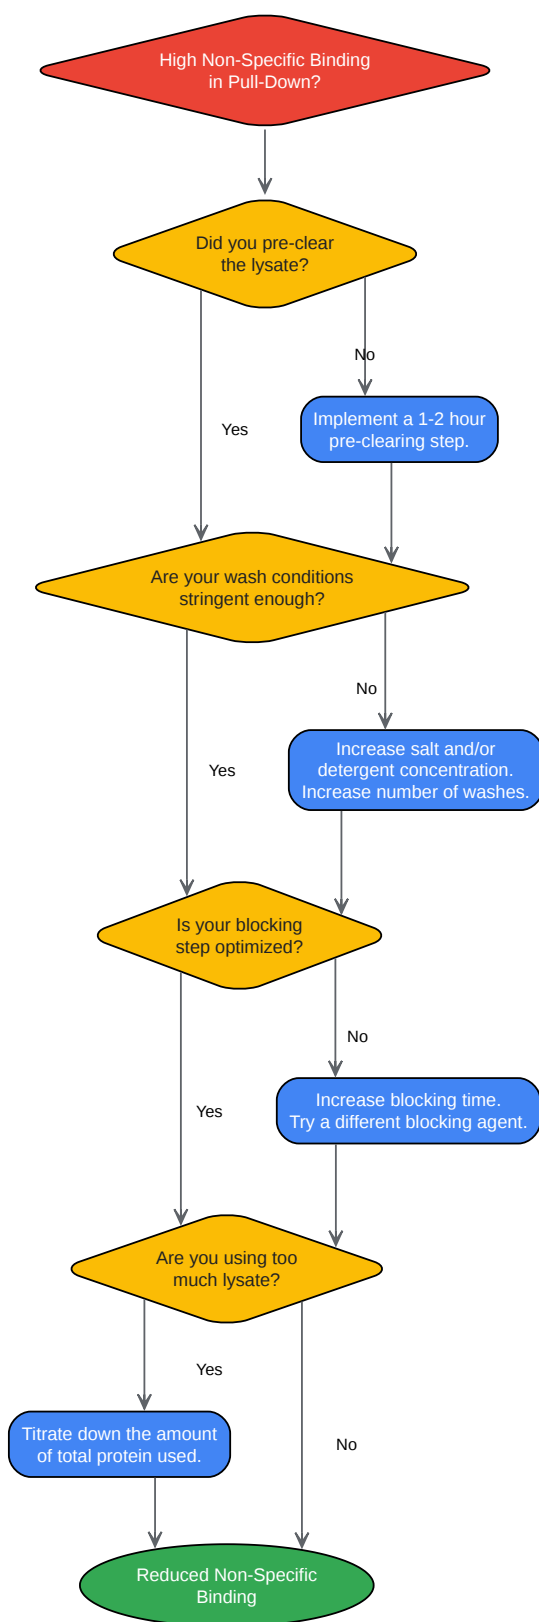 High Non-Specific Binding
in Pull-Down?
Did you pre-clear
the lysate?
No
Yes
Implement a 1-2 hour
pre-clearing step.
Are your wash conditions
stringent enough?
No
Yes
Increase salt and/or
detergent concentration.
Increase number of washes.
Is your blocking
step optimized?
No
Yes
Increase blocking time.
Try a different blocking agent.
Are you using too
much lysate?
Yes
No
Titrate down the amount
of total protein used.
Reduced Non-Specific
Binding